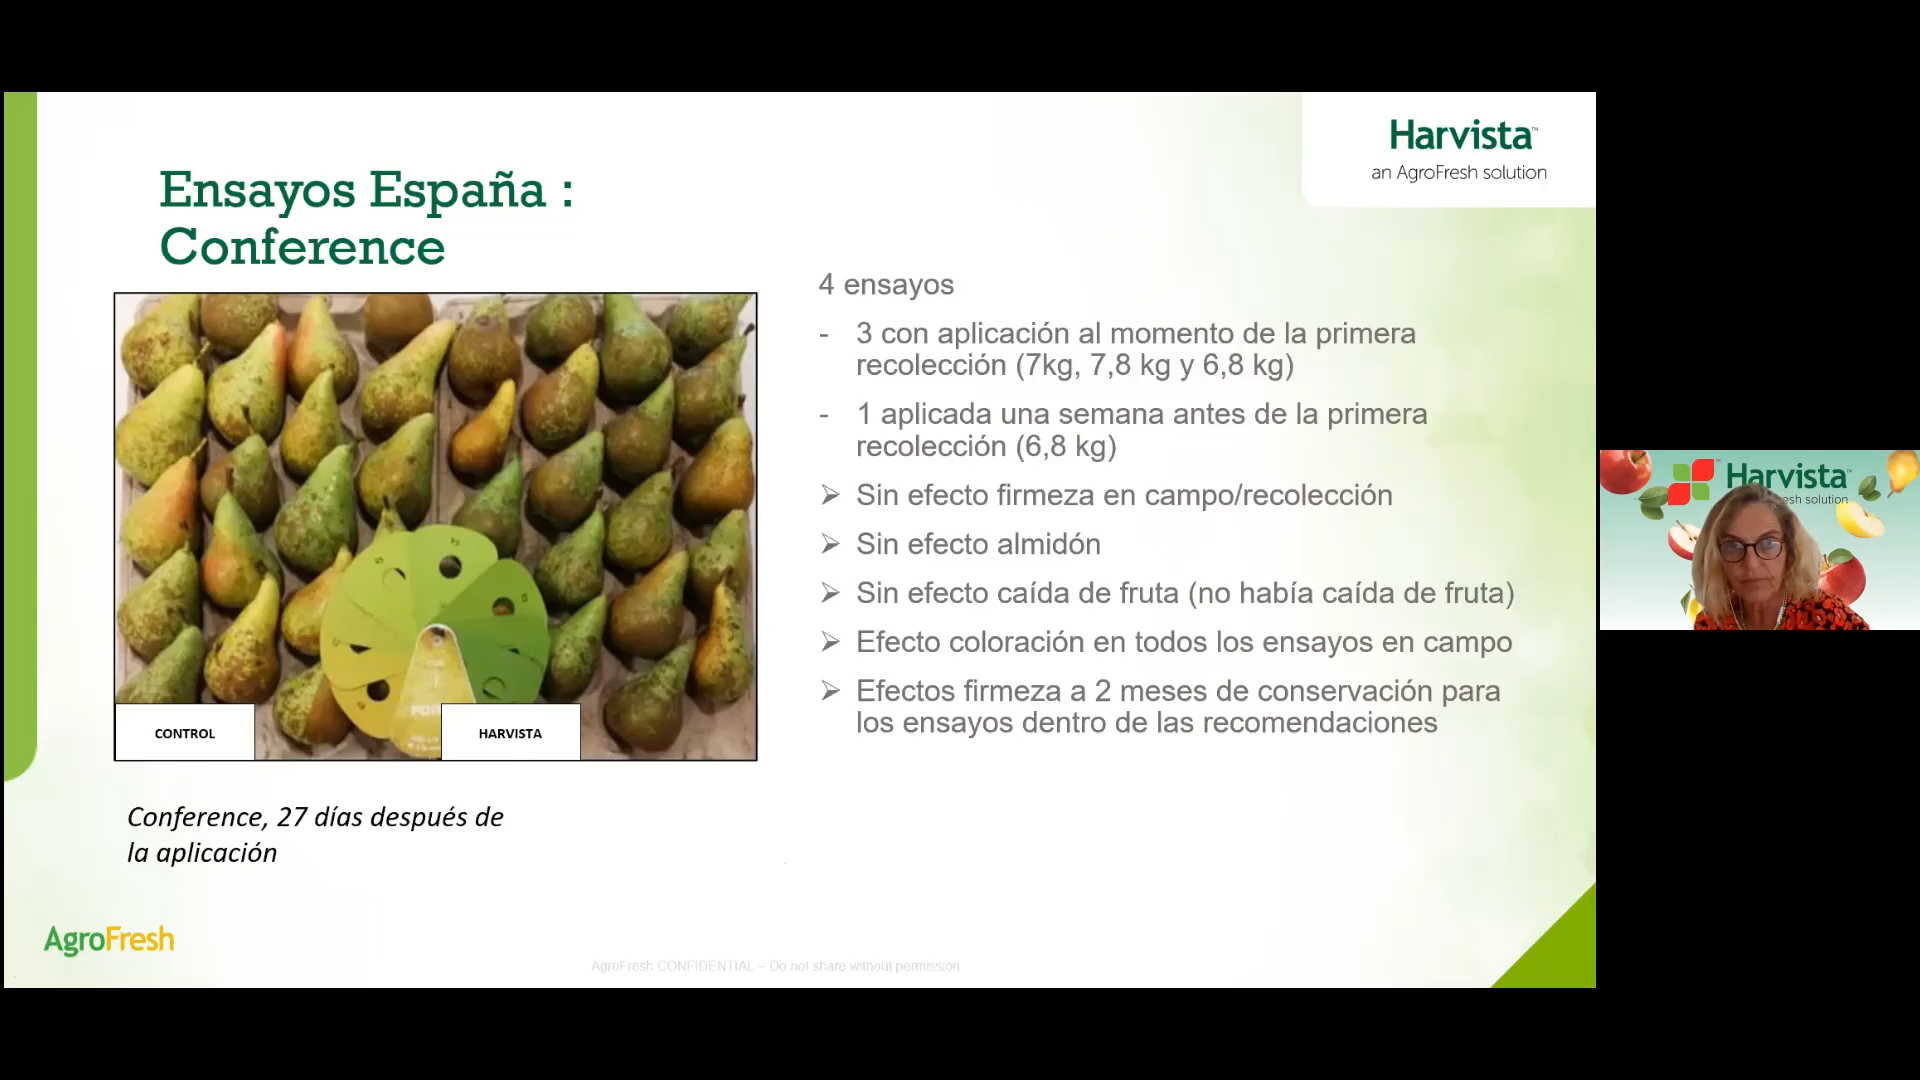 Harvista™
an AgroFresh solution
Ensayos España :
Conference
4 ensayos
- 3 con aplicación al momento de la primera
recolección (7kg, 7,8 kg y 6,8 kg)
- 1 aplicada una semana antes de la primera
recolección (6,8 kg)
➢ Sin efecto firmeza en campo/recolección
➢ Sin efecto almidón
➢ Sin efecto caída de fruta (no había caída de fruta)
➢ Efecto coloración en todos los ensayos en campo
➢ Efectos firmeza a 2 meses de conservación para
los ensayos dentro de las recomendaciones
CONTROL
HARVISTA
Conference, 27 días después de
la aplicación
AgroFresh
AgroFresh CONFIDENTIAL – Do not share without permission
Harvista™
esh solution